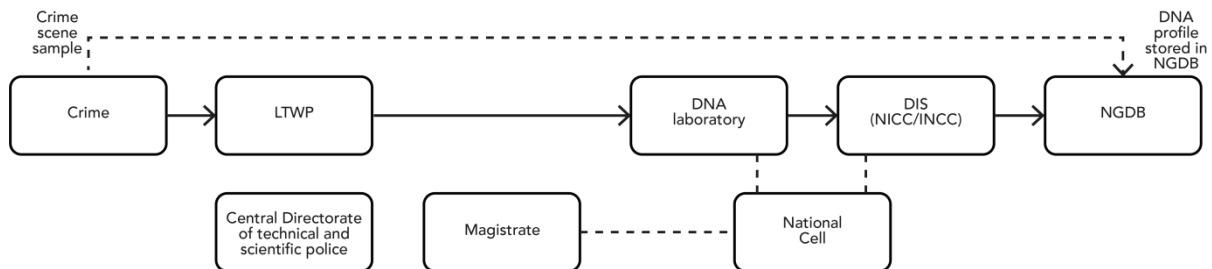 Crime
scene
sample
DNA
profile
stored in
NGDB
Crime
LTWP
DNA
laboratory
DIS
(NICC/INCC)
NGDB
Central Directorate
of technical and
scientific police
Magistrate
National
Cell